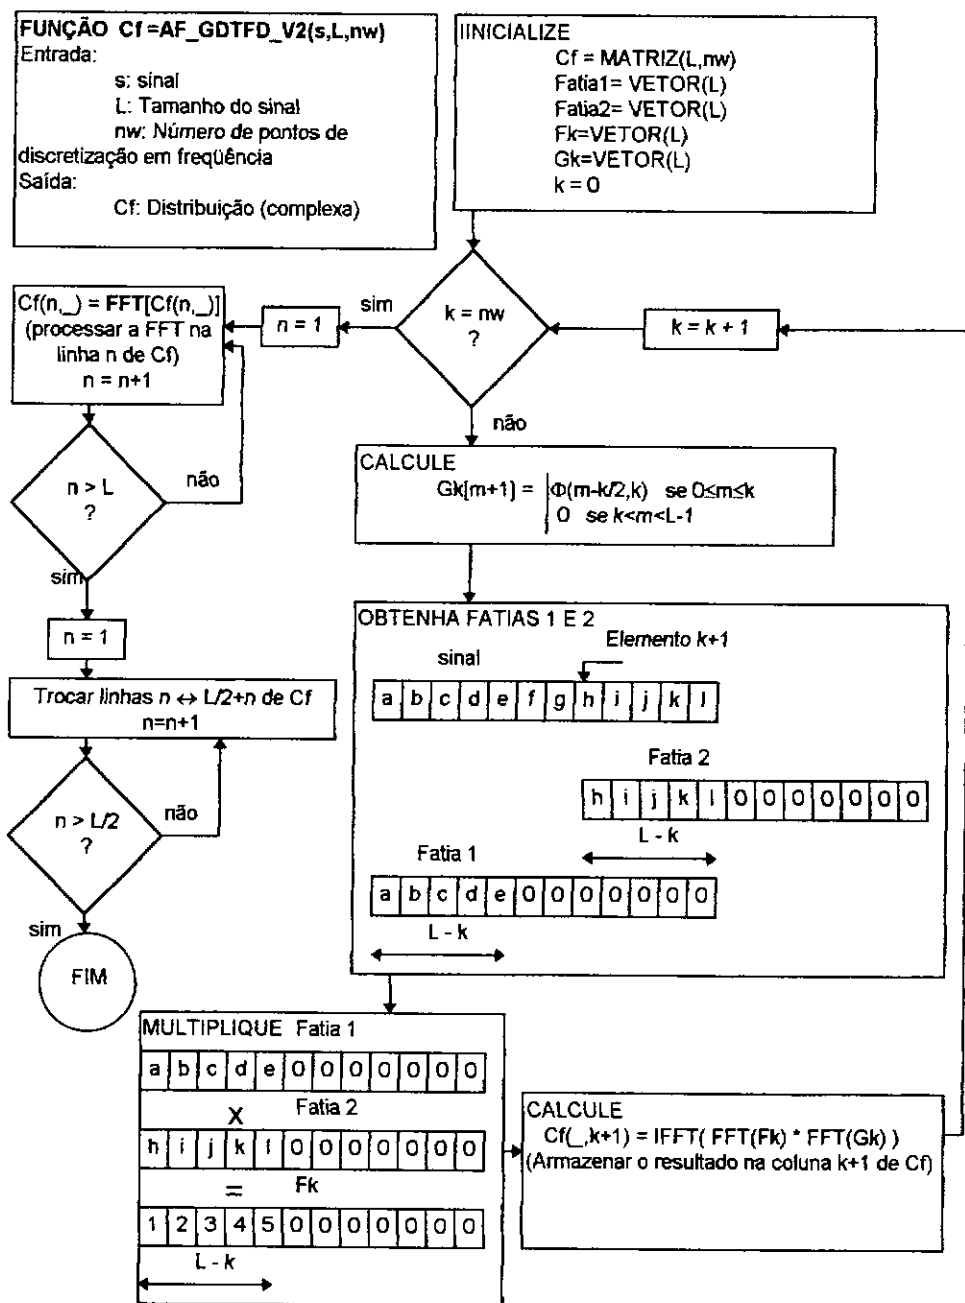 FUNÇÃO Cf=AF_GDTFD_V2(s,L,nw)
Entrada:
s: sinal
L: Tamanho do sinal
nw: Número de pontos de
discretização em freqüência
Saída:
Cf: Distribuição (complexa)
IINICIALIZE
Cf = MATRIZ(L,nw)
Fatia1= VETOR(L)
Fatia2= VETOR(L)
Fk=VETOR(L)
Gk=VETOR(L)
k = 0
Cf(n,_) = FFT[Cf(n,_)]
(processar a FFT na
linha n de Cf)
n = n+1
n = 1
sim
k = nw
?
k = k + 1
não
n > L
?
não
sim
CALCULE
Gk[m+1] = Φ(m-k/2,k) se 0≤m≤k
0 se k<m<L-1
n = 1
Trocar linhas n ↔ L/2+n de Cf
n=n+1
n > L/2
?
não
sim
FIM
OBTENHA FATIAS 1 E 2
Elemento k+1
sinal
a b c d e f g h i j k l
Fatia 2
h i j k l 0 0 0 0 0 0 0
L - k
Fatia 1
a b c d e 0 0 0 0 0 0 0
L - k
MULTIPLIQUE Fatia 1
a b c d e 0 0 0 0 0 0 0
X Fatia 2
h i j k l 0 0 0 0 0 0 0
= Fk
1 2 3 4 5 0 0 0 0 0 0 0
L - k
CALCULE
Cf(_,k+1) = IFFT( FFT(Fk) * FFT(Gk) )
(Armazenar o resultado na coluna k+1 de Cf)